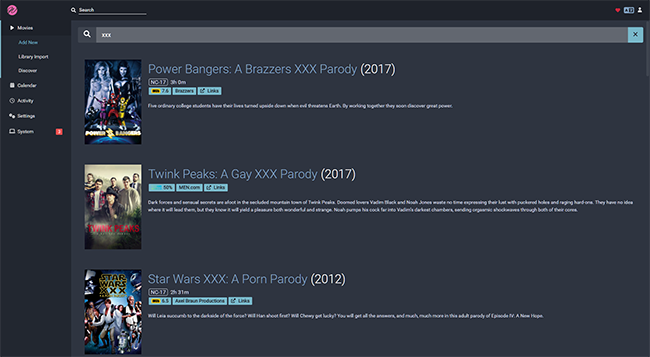 Search
Movies
Add New
Library Import
Discover
Calendar
Activity
Settings
System
3
xxx
Power Bangers: A Brazzers XXX Parody (2017)
NC-17 3h 0m
7.6 Brazzers Links
Five ordinary college students have their lives turned upside down when evil threatens Earth. By working together they soon discover great power.
POWER BANGERS
Twink Peaks: A Gay XXX Parody (2017)
50% MEN.com Links
Dark forces and sensual secrets are afoot in the secluded mountain town of Twink Peaks. Doomed lovers Vadim Black and Noah Jones waste no time expressing their lust with puckered holes and raging hard-ons. They have no idea
where it will lead them, but they know it will yield a pleasure both wonderful and strange. Noah pumps his cock far into Vadim's darkest chambers, sending orgasmic shockwaves through both of their cores.
TWINK PEAKS
Star Wars XXX: A Porn Parody (2012)
NC-17 2h 31m
6.5 Axel Braun Productions Links
Will Leia succumb to the darkside of the force? Will Han shoot first? Will Chewy get lucky? You will get all the answers, and much, much more in this adult parody of Episode IV: A New Hope.
STAR WARS XXX